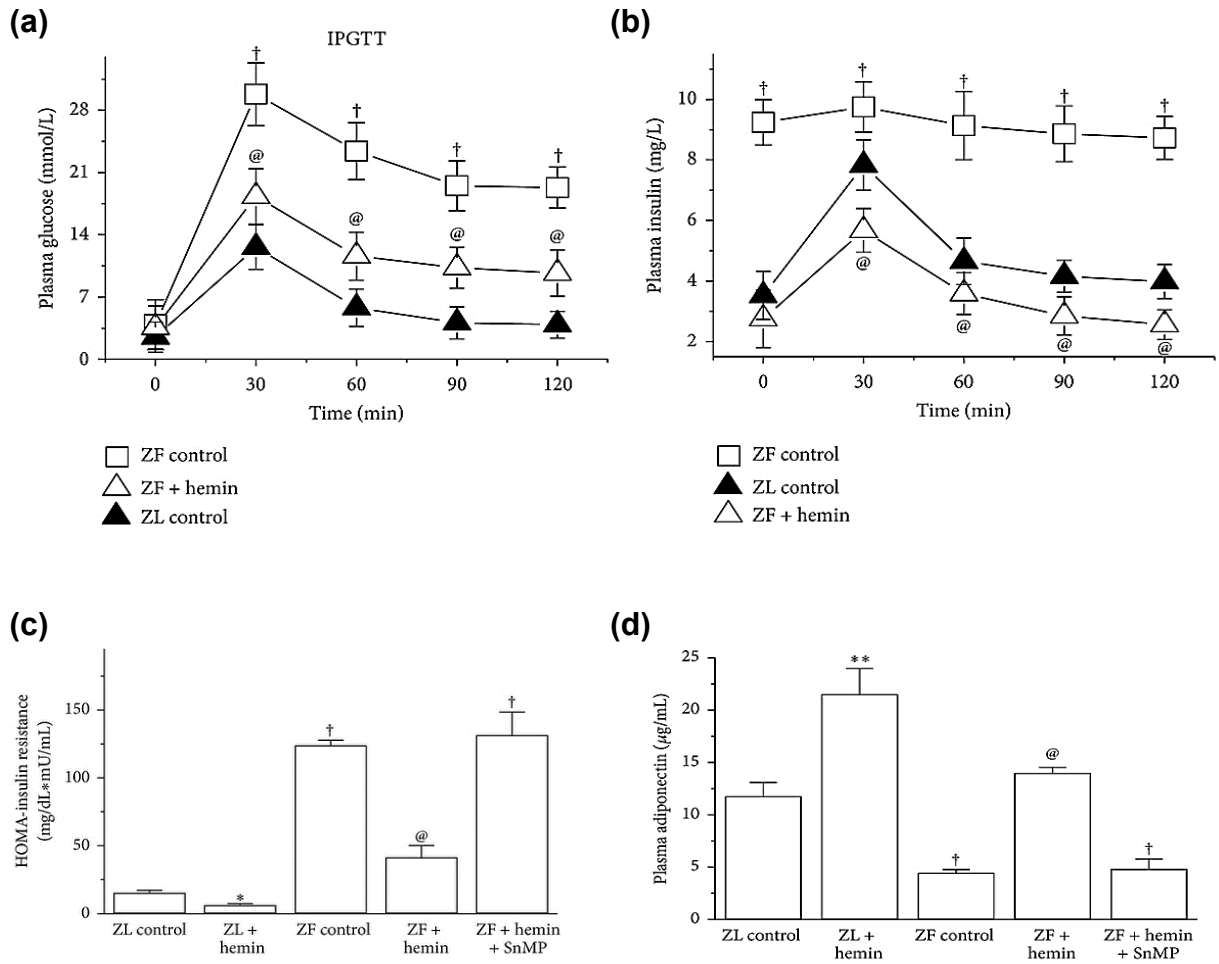 (a)
IPGTT
Plasma glucose (mmol/L)
28
21
14
7
0
†
†
†
†
@
@
@
@
0 30 60 90 120
Time (min)
ZF control
ZF + hemin
ZL control
(b)
Plasma insulin (mg/L)
10
8
6
4
2
†
†
†
†
†
@
@
@
@
0 30 60 90 120
Time (min)
ZF control
ZL control
ZF + hemin
(c)
HOMA-insulin resistance
(mg/dL∗mU/mL)
150
100
50
0
*
†
@
†
ZL control
ZL +
hemin
ZF control
ZF +
hemin
ZF + hemin
+ SnMP
(d)
Plasma adiponectin (µg/mL)
25
20
15
10
5
0
**
†
@
†
ZL control
ZL +
hemin
ZF control
ZF +
hemin
ZF + hemin
+ SnMP